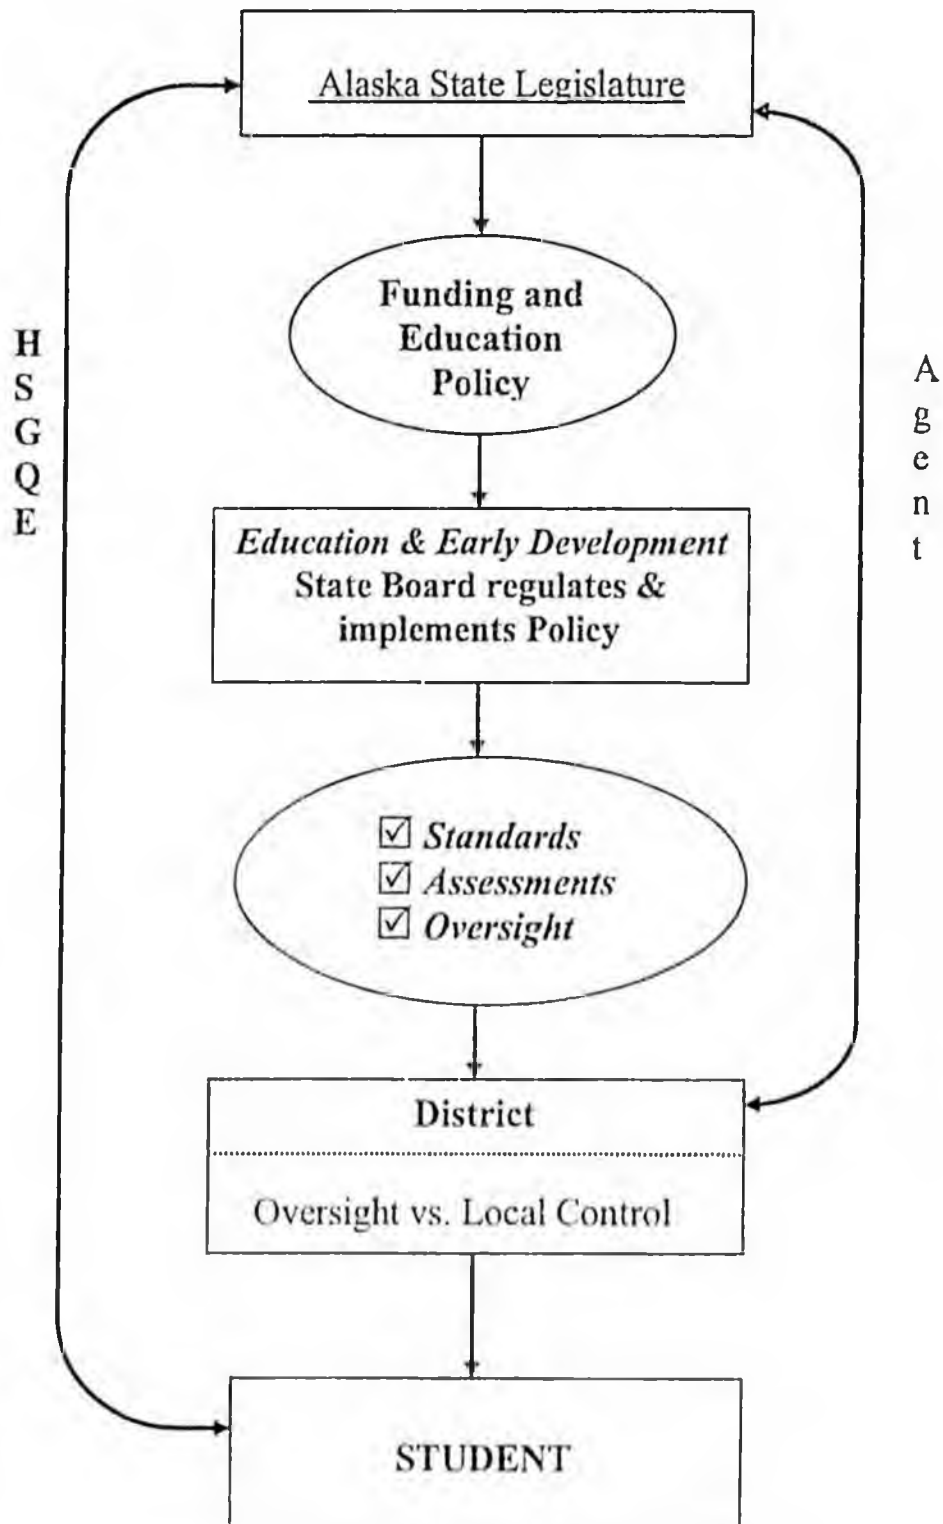 Alaska State Legislature
Funding and
Education
Policy
H
S
G
Q
E
A
g
e
n
t
Education & Early Development
State Board regulates &
implements Policy
☑ Standards
☑ Assessments
☑ Oversight
District
Oversight vs. Local Control
STUDENT